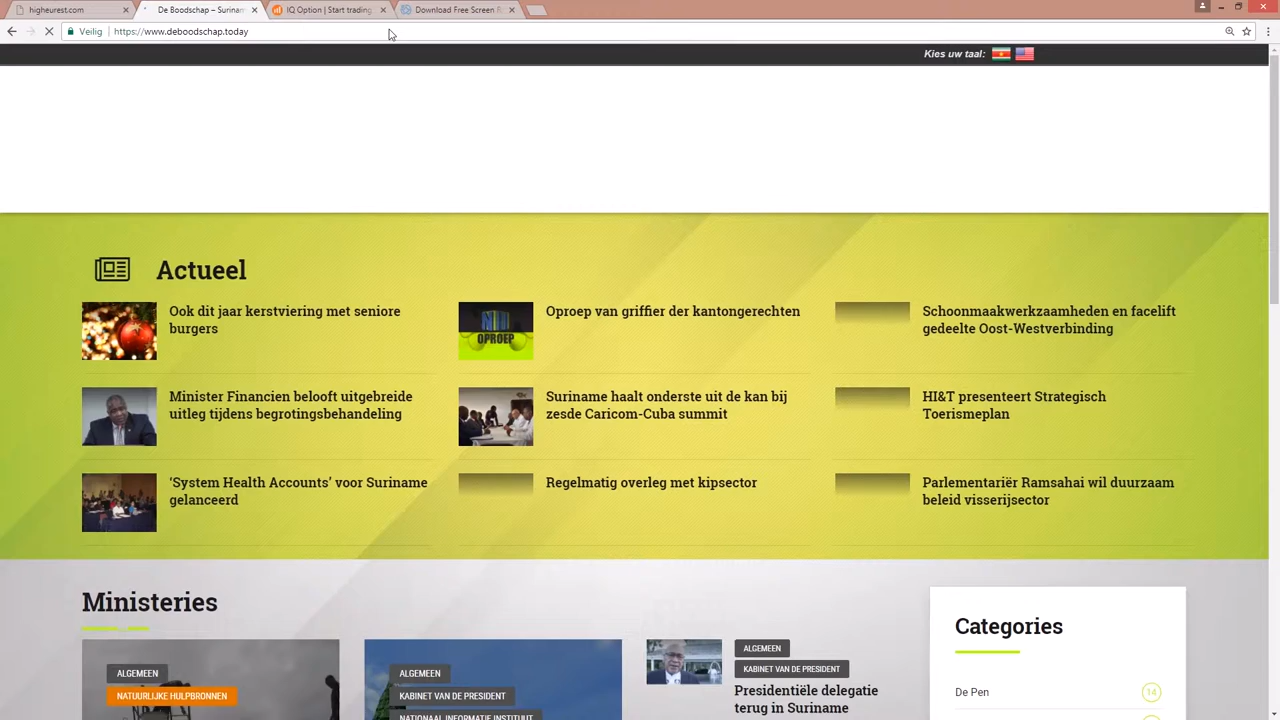 higheurest.com
De Boodschap – Surinam
IQ Option | Start trading
Download Free Screen R
Veilig
https://www.deboodschap.today
Kies uw taal:
Actueel
Ook dit jaar kerstviering met seniore
burgers
Oproep van griffier der kantongerechten
OPROEP
Schoonmaakwerkzaamheden en facelift
gedeelte Oost-Westverbinding
Minister Financien belooft uitgebreide
uitleg tijdens begrotingsbehandeling
Suriname haalt onderste uit de kan bij
zesde Caricom-Cuba summit
HI&T presenteert Strategisch
Toerismeplan
‘System Health Accounts’ voor Suriname
gelanceerd
Regelmatig overleg met kipsector
Parlementariër Ramsahai wil duurzaam
beleid visserijsector
Ministeries
ALGEMEEN
NATUURLIJKE HULPBRONNEN
ALGEMEEN
KABINET VAN DE PRESIDENT
NATIONAAL INFORMATIE INSTITUUT
ALGEMEEN
KABINET VAN DE PRESIDENT
Presidentiële delegatie
terug in Suriname
Categories
De Pen
14